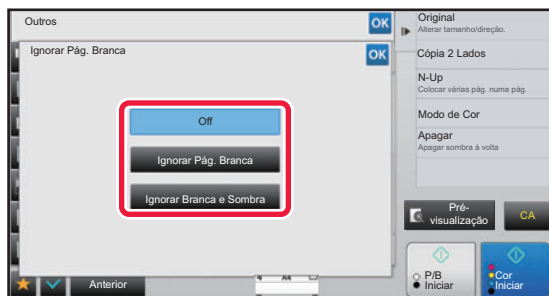 Outros
OK
Ignorar Pág. Branca
OK
Off
Ignorar Pág. Branca
Ignorar Branca e Sombra
Anterior
A4
Original
Alterar tamanho/direção.
Cópia 2 Lados
N-Up
Colocar várias pág. numa pág.
Modo de Cor
Apagar
Apagar sombra à volta
Pré-
visualização
CA
P/B
Iniciar
Cor
Iniciar